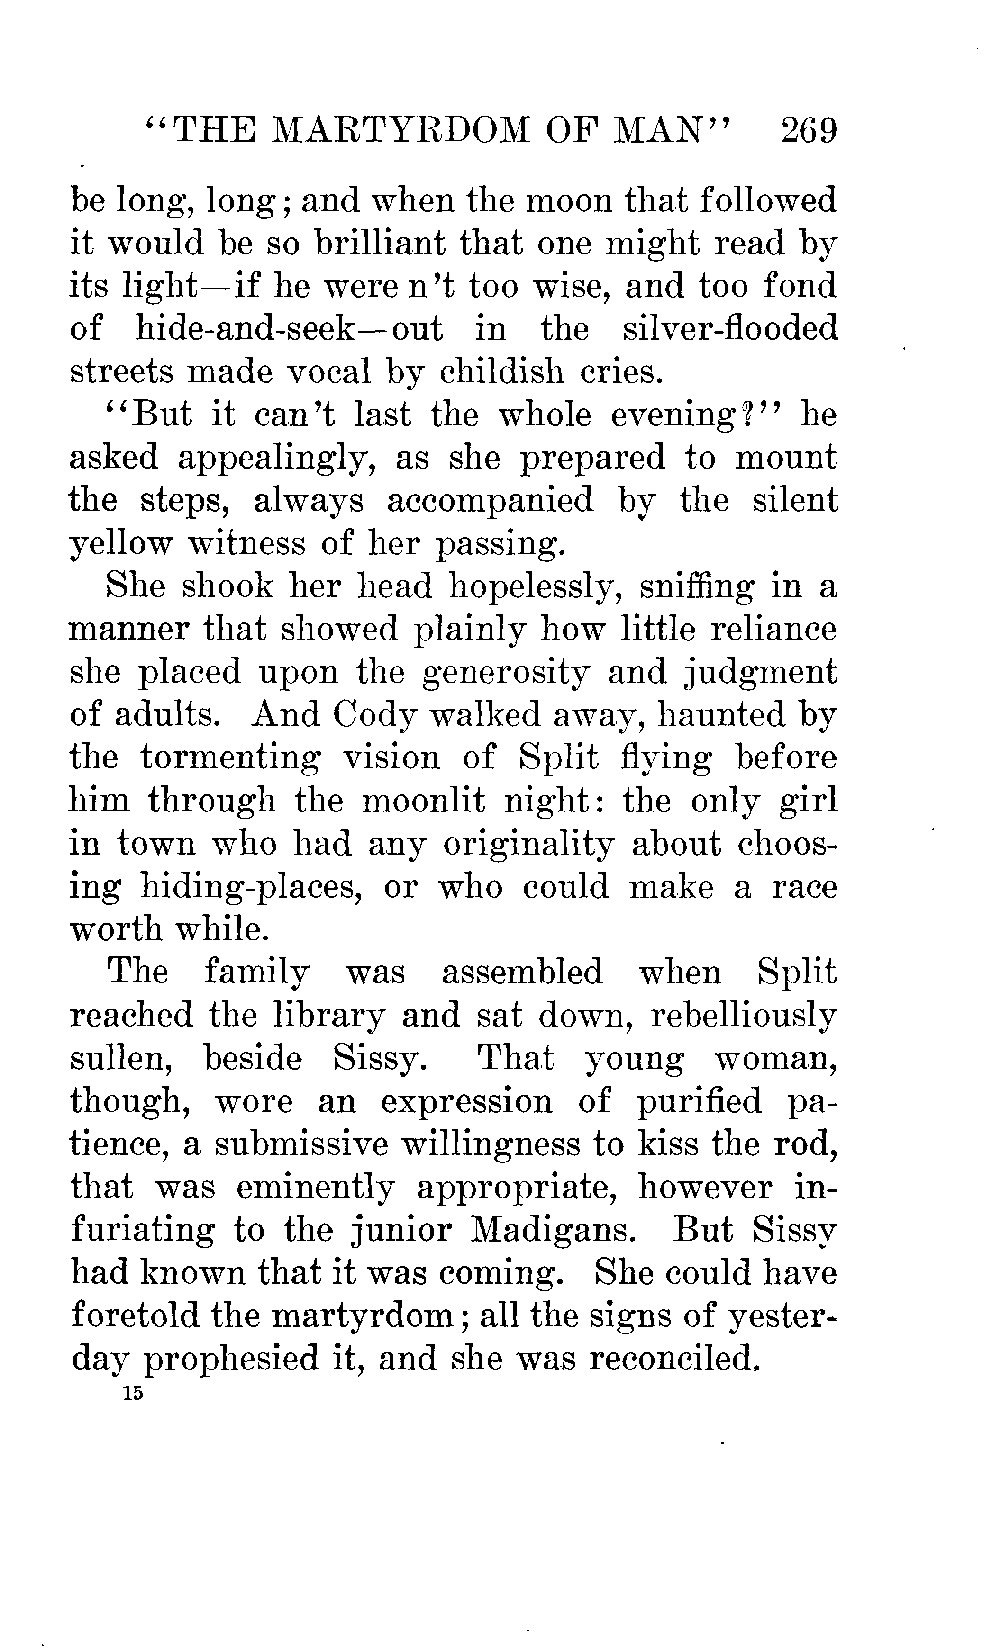 “THE MARTYRDOM OF MAN” 269
be long, long; and when the moon that followed
it would be so brilliant that one might read by
its light—if he were n’t too wise, and too fond
of hide-and-seek—out in the silver-flooded
streets made vocal by childish cries.
“But it can’t last the whole evening?” he
asked appealingly, as she prepared to mount
the steps, always accompanied by the silent
yellow witness of her passing.
She shook her head hopelessly, sniffing in a
manner that showed plainly how little reliance
she placed upon the generosity and judgment
of adults. And Cody walked away, haunted by
the tormenting vision of Split flying before
him through the moonlit night: the only girl
in town who had any originality about choos-
ing hiding-places, or who could make a race
worth while.
The family was assembled when Split
reached the library and sat down, rebelliously
sullen, beside Sissy. That young woman,
though, wore an expression of purified pa-
tience, a submissive willingness to kiss the rod,
that was eminently appropriate, however in-
furiating to the junior Madigans. But Sissy
had known that it was coming. She could have
foretold the martyrdom; all the signs of yester-
day prophesied it, and she was reconciled.
15